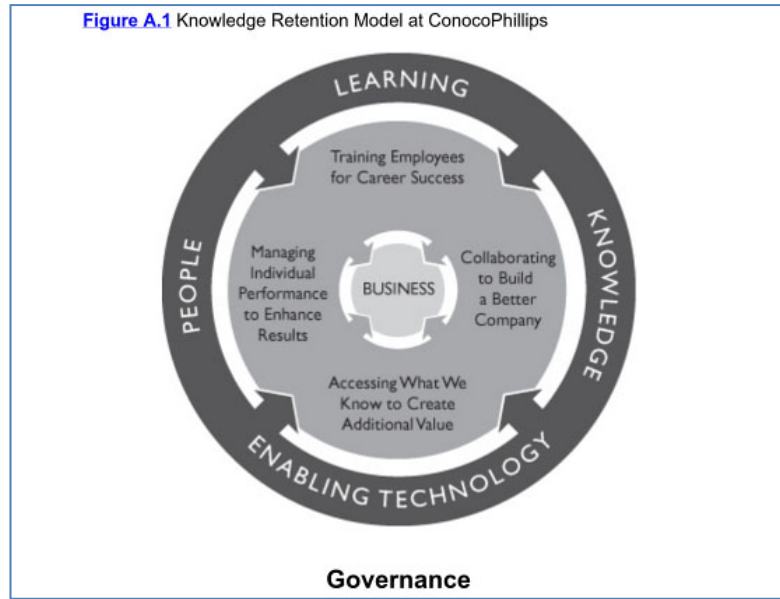 Figure A.1 Knowledge Retention Model at ConocoPhillips
LEARNING
Training Employees
for Career Success
PEOPLE
Managing
Individual
Performance
to Enhance
Results
BUSINESS
Collaborating
to Build
a Better
Company
KNOWLEDGE
Accessing What We
Know to Create
Additional Value
ENABLING TECHNOLOGY
Governance